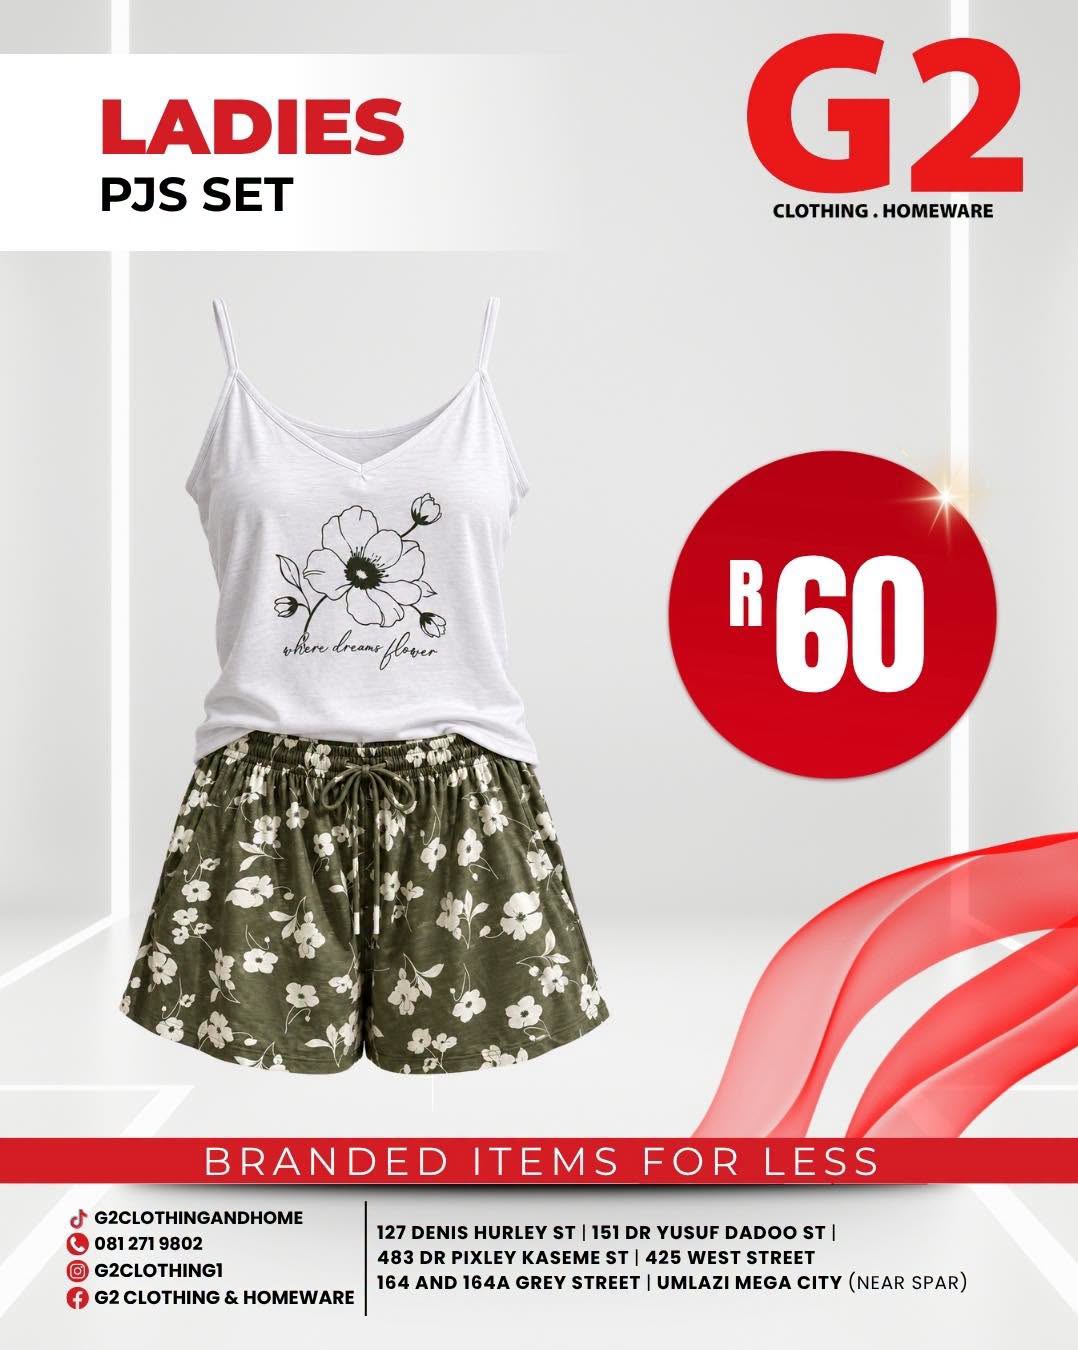 LADIES
PJS SET
G2
CLOTHING . HOMEWARE
where dreams flower
R60
BRANDED ITEMS FOR LESS
G2CLOTHINGANDHOME
081 271 9802
G2CLOTHING1
G2 CLOTHING & HOMEWARE
127 DENIS HURLEY ST | 151 DR YUSUF DADOO ST |
483 DR PIXLEY KASEME ST | 425 WEST STREET
164 AND 164A GREY STREET | UMLAZI MEGA CITY (NEAR SPAR)